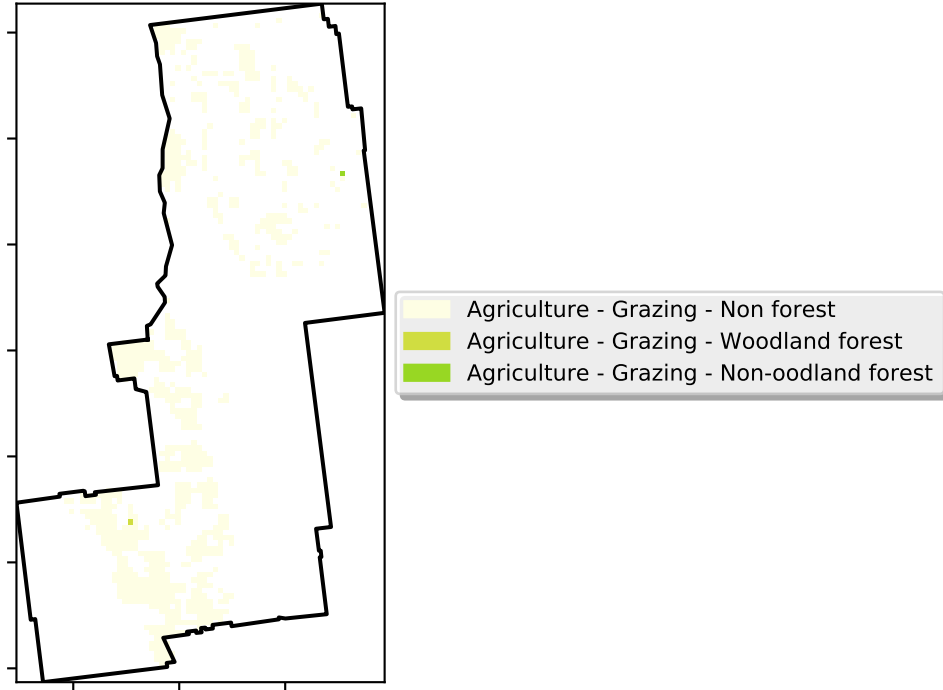 Agriculture - Grazing - Non forest
Agriculture - Grazing - Woodland forest
Agriculture - Grazing - Non-oodland forest